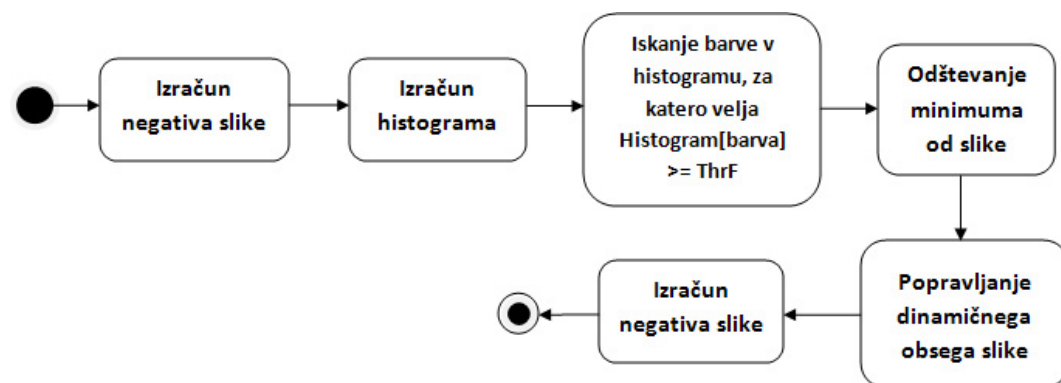 Izračun
negativa slike
Izračun
histograma
Iskanje barve v
histogramu, za
katero velja
Histogram[barva]
>= ThrF
Odštevanje
minimuma
od slike
Popravljanje
dinamičnega
obsega slike
Izračun
negativa slike